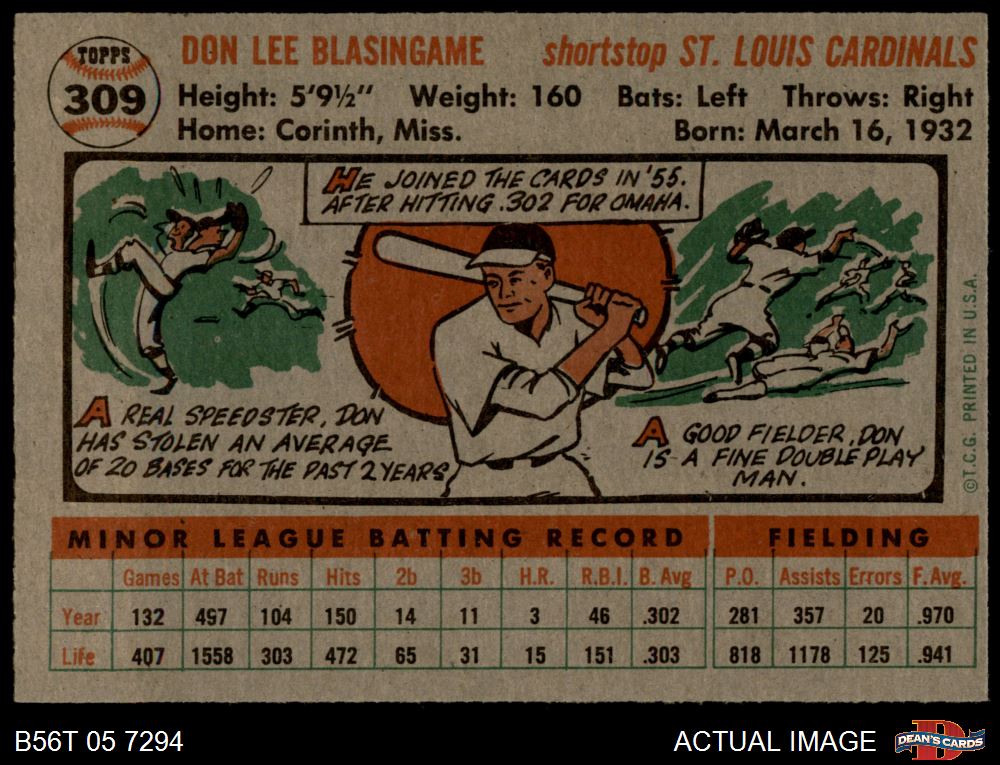 TOPPS
309
DON LEE BLASINGAME shortstop ST. LOUIS CARDINALS
Height: 5'9½" Weight: 160 Bats: Left Throws: Right
Home: Corinth, Miss. Born: March 16, 1932
HE JOINED THE CARDS IN '55.
AFTER HITTING .302 FOR OMAHA.
A REAL SPEEDSTER, DON
HAS STOLEN AN AVERAGE
OF 20 BASES FOR THE PAST 2 YEARS
A GOOD FIELDER, DON
IS A FINE DOUBLE PLAY
MAN.
©T.C.G. PRINTED IN U.S.A.
MINOR LEAGUE BATTING RECORD FIELDING
Games At Bat Runs Hits 2b 3b H.R. R.B.I. B. Avg P.O. Assists Errors F. Avg.
Year 132 497 104 150 14 11 3 46 .302 281 357 20 .970
Life 407 1558 303 472 65 31 15 151 .303 818 1178 125 .941
B56T 05 7294 ACTUAL IMAGE DEAN'S CARDS